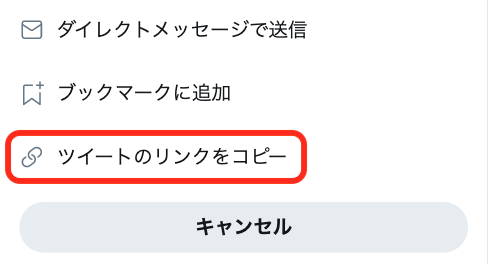 ダイレクトメッセージで送信
ブックマークに追加
ツイートのリンクをコピー
キャンセル